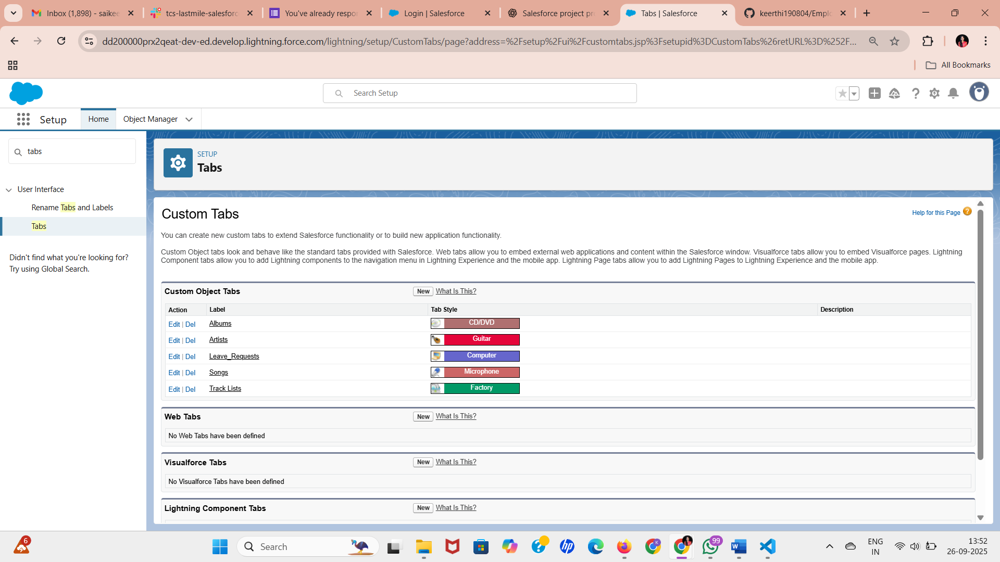 Inbox (1,898) - saikee
tcs-lastmile-salesforc
You've already respon
Login | Salesforce
Salesforce project pr
Tabs | Salesforce
keerthi190804/Emplo
dd200000prx2qeat-dev-ed.develop.lightning.force.com/lightning/setup/CustomTabs/page?address=%2Fsetup%2Fui%2Fcustomtabs.jsp%3Fsetupid%3DCustomTabs%26retURL%3D%252F...
All Bookmarks
Search Setup
Setup
Home
Object Manager
tabs
SETUP
Tabs
User Interface
Rename Tabs and Labels
Tabs
Didn't find what you're looking for?
Try using Global Search.
Custom Tabs
Help for this Page
You can create new custom tabs to extend Salesforce functionality or to build new application functionality.
Custom Object tabs look and behave like the standard tabs provided with Salesforce. Web tabs allow you to embed external web applications and content within the Salesforce window. Visualforce tabs allow you to embed Visualforce pages. Lightning
Component tabs allow you to add Lightning components to the navigation menu in Lightning Experience and the mobile app. Lightning Page tabs allow you to add Lightning Pages to Lightning Experience and the mobile app.
Custom Object Tabs New What Is This?
Action Label Tab Style Description
Edit | Del Albums CD/DVD
Edit | Del Artists Guitar
Edit | Del Leave_Requests Computer
Edit | Del Songs Microphone
Edit | Del Track Lists Factory
Web Tabs New What Is This?
No Web Tabs have been defined
Visualforce Tabs New What Is This?
No Visualforce Tabs have been defined
Lightning Component Tabs New What Is This?
6
Search
hp
K
99
W
ENG
IN
13:52
26-09-2025